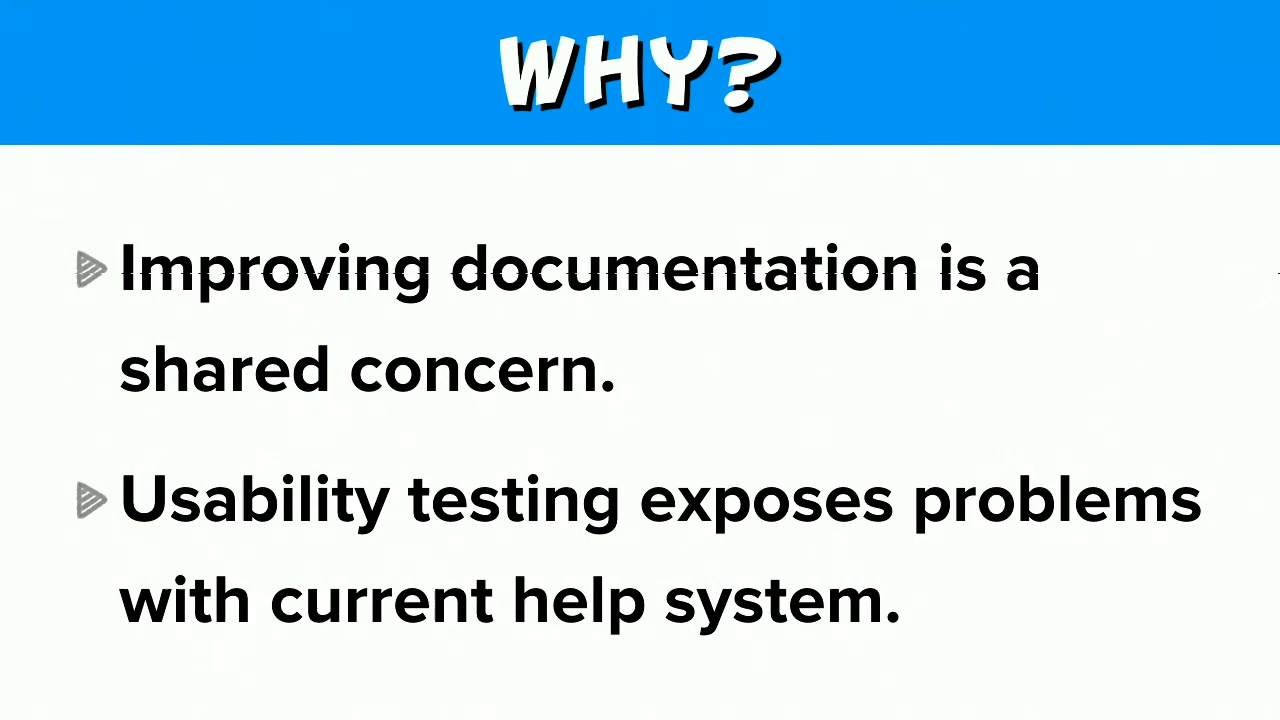 WHY?
Improving documentation is a
shared concern.
Usability testing exposes problems
with current help system.